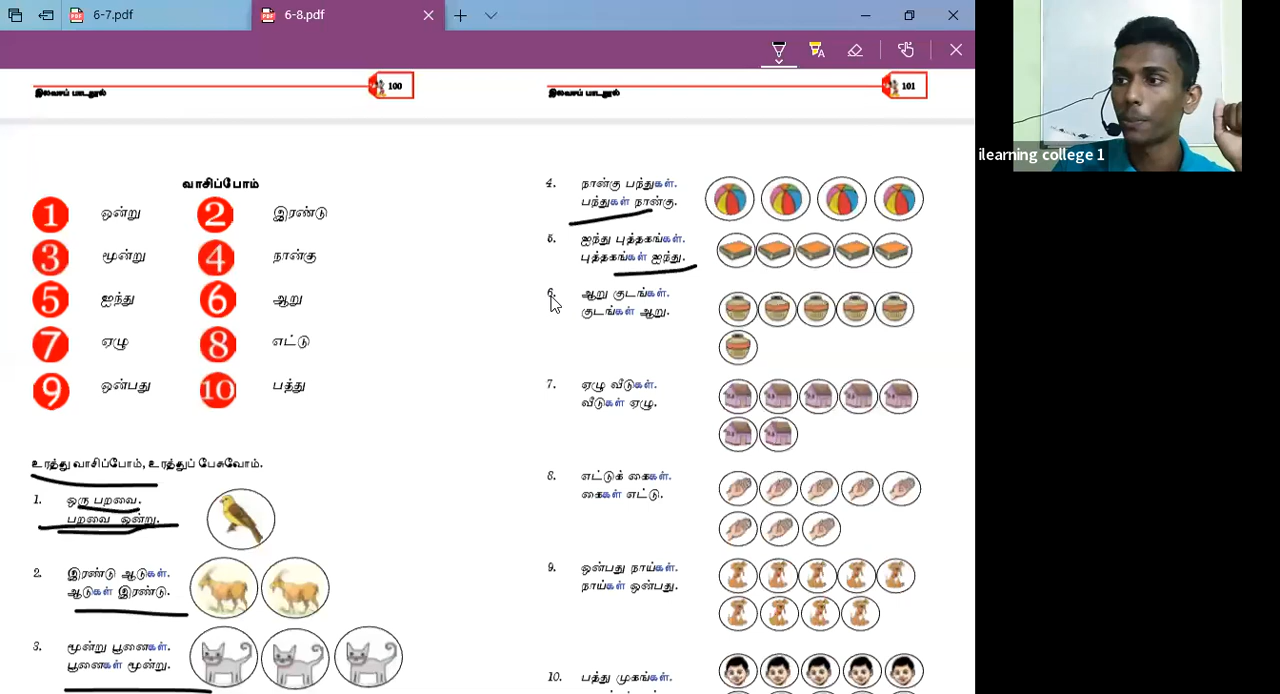 6-7.pdf
6-8.pdf
இலவசப் பாடநூல்
100
இலவசப் பாடநூல்
101
வாசிப்போம்
1 ஒன்று 2 இரண்டு
3 மூன்று 4 நான்கு
5 ஐந்து 6 ஆறு
7 ஏழு 8 எட்டு
9 ஒன்பது 10 பத்து
உரத்து வாசிப்போம், உரத்துப் பேசுவோம்.
1. ஒரு பறவை.
பறவை ஒன்று.
2. இரண்டு ஆடுகள்.
ஆடுகள் இரண்டு.
3. மூன்று பூனைகள்.
பூனைகள் மூன்று.
4. நான்கு பந்துகள்.
பந்துகள் நான்கு.
5. ஐந்து புத்தகங்கள்.
புத்தகங்கள் ஐந்து.
6. ஆறு குடங்கள்.
குடங்கள் ஆறு.
7. ஏழு வீடுகள்.
வீடுகள் ஏழு.
8. எட்டுக் கைகள்.
கைகள் எட்டு.
9. ஒன்பது நாய்கள்.
நாய்கள் ஒன்பது.
10. பத்து முகங்கள்.
ilearning college 1